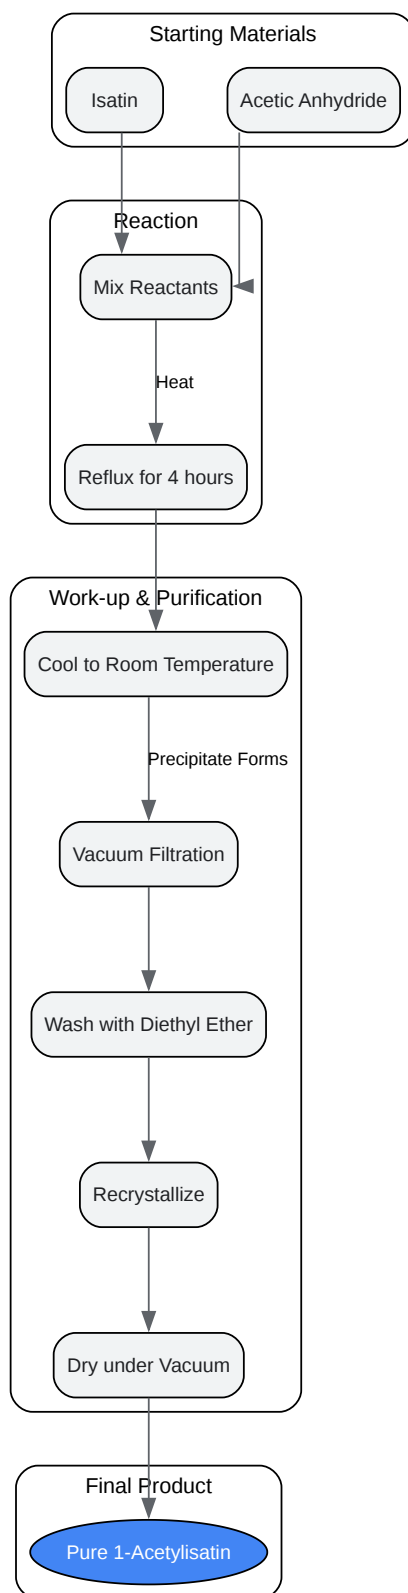 Starting Materials
Isatin
Acetic Anhydride
Reaction
Mix Reactants
Heat
Reflux for 4 hours
Work-up & Purification
Cool to Room Temperature
Precipitate Forms
Vacuum Filtration
Wash with Diethyl Ether
Recrystallize
Dry under Vacuum
Final Product
Pure 1-Acetylisatin